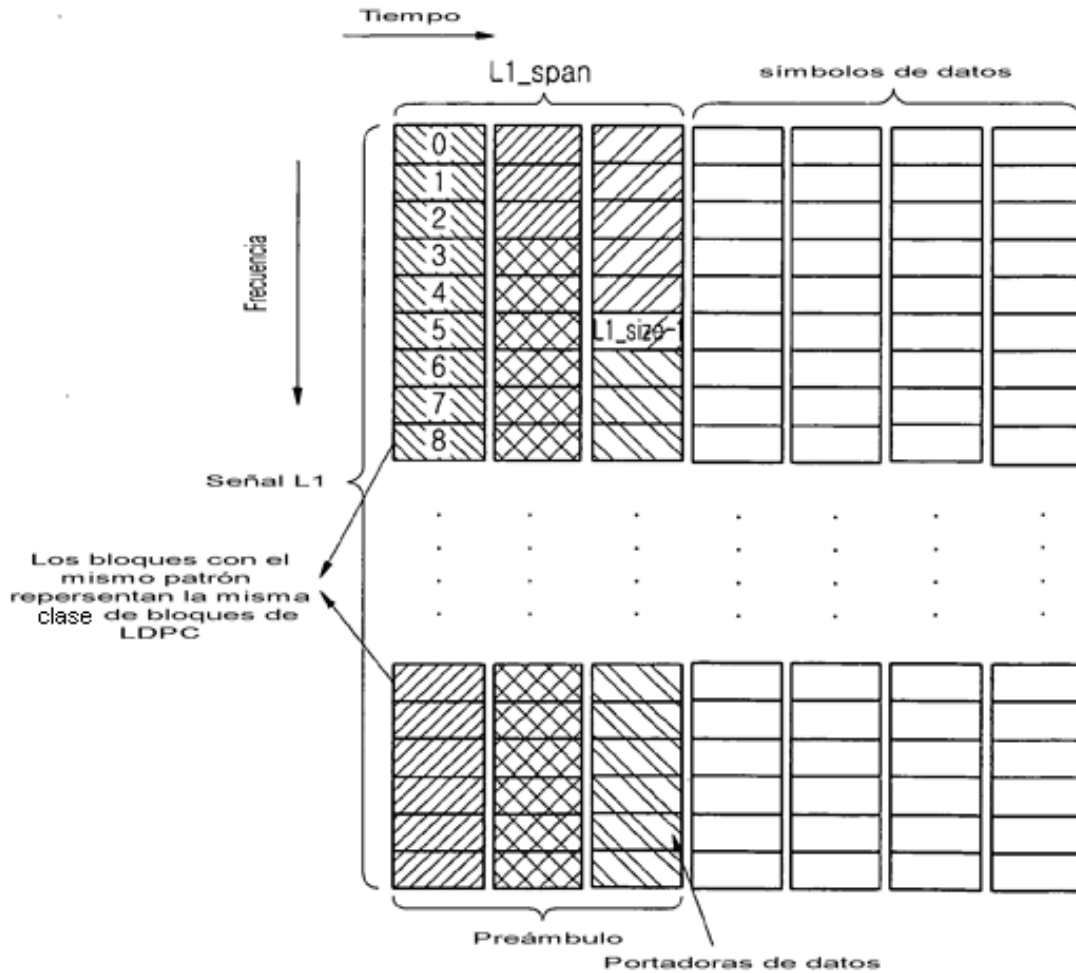 Tiempo
L1_span
símbolos de datos
Frecuencia
0
1
2
3
4
5
L1_size-1
6
7
8
Señal L1
Los bloques con el
mismo patrón
repersentan la misma
clase de bloques de
LDPC
Preámbulo
Portadoras de datos